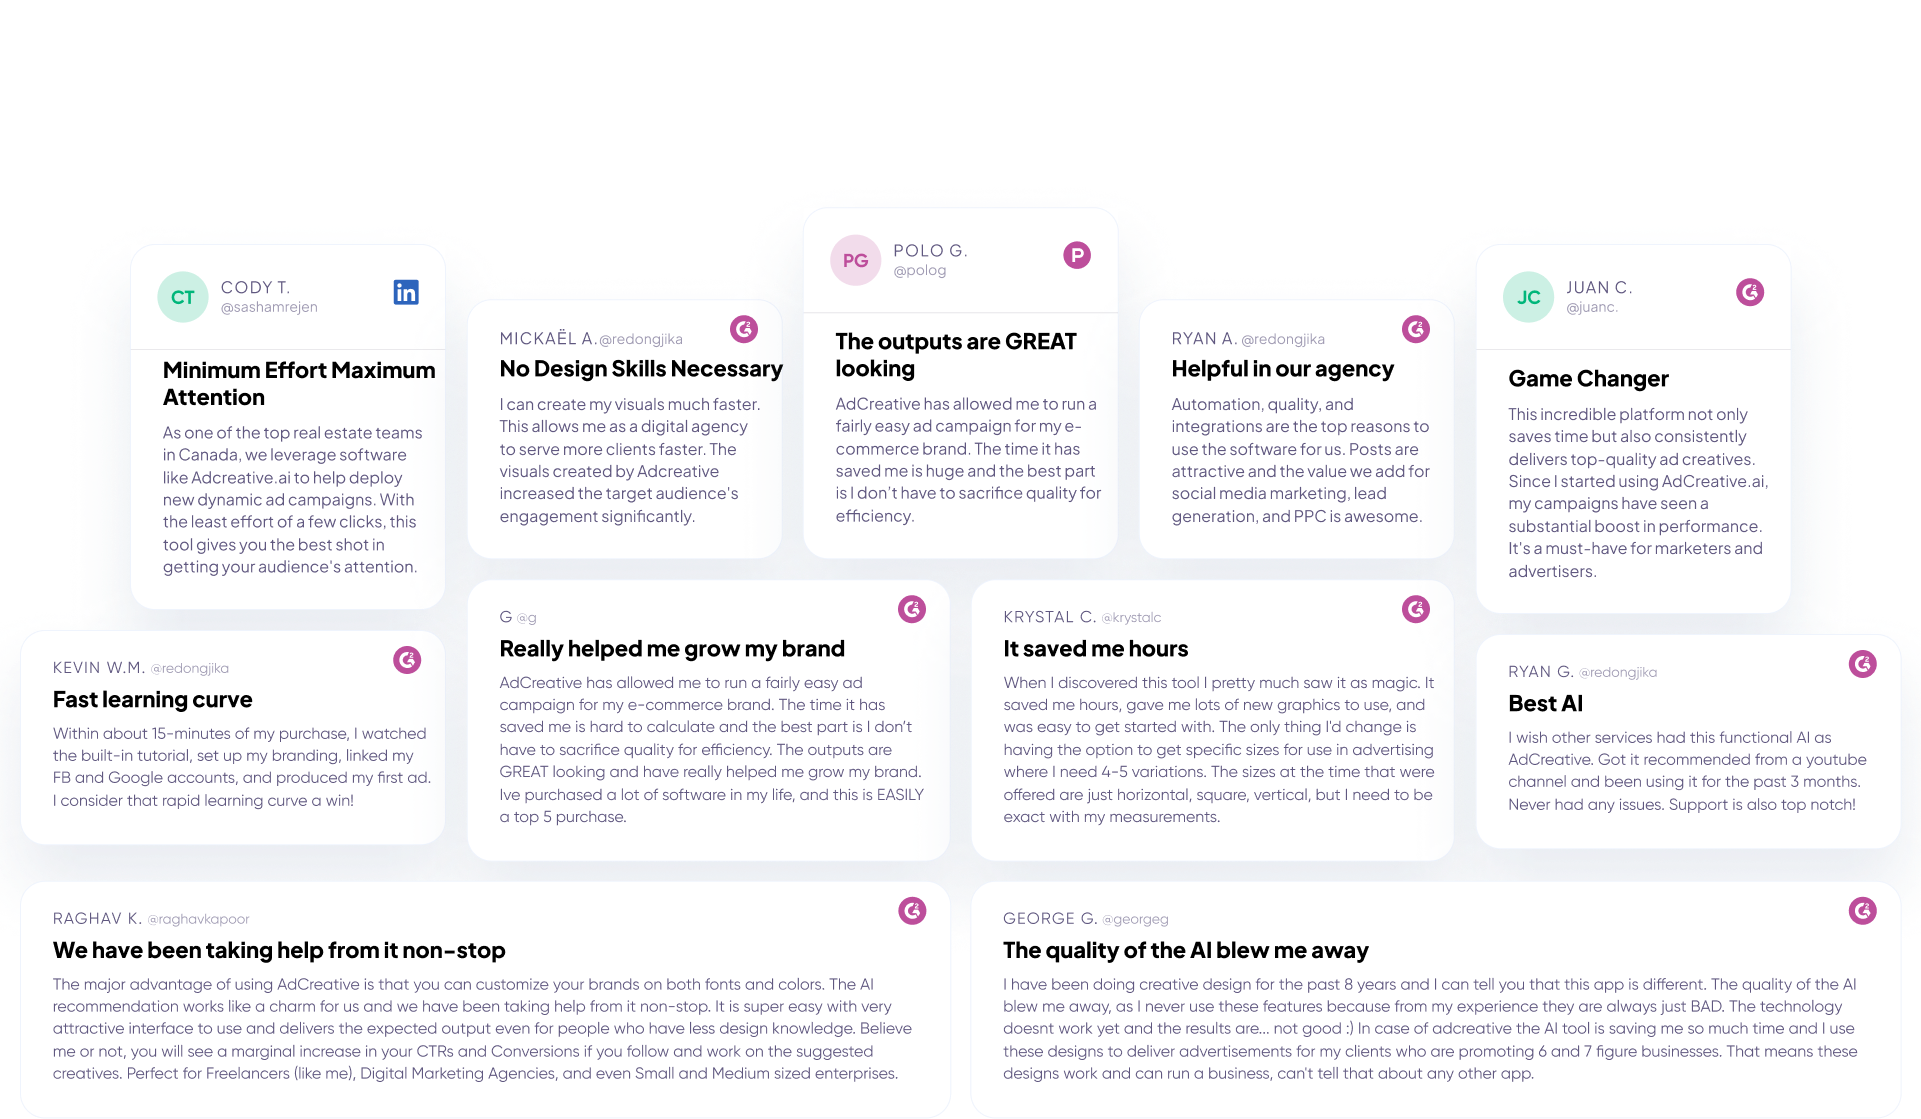 CT
CODY T.
@sashamrejen
in
Minimum Effort Maximum
Attention
As one of the top real estate teams
in Canada, we leverage software
like Adcreative.ai to help deploy
new dynamic ad campaigns. With
the least effort of a few clicks, this
tool gives you the best shot in
getting your audience's attention.
MICKAËL A. @redongjika
G2
No Design Skills Necessary
I can create my visuals much faster.
This allows me as a digital agency
to serve more clients faster. The
visuals created by Adcreative
increased the target audience's
engagement significantly.
PG
POLO G.
@polog
P
The outputs are GREAT
looking
AdCreative has allowed me to run a
fairly easy ad campaign for my e-
commerce brand. The time it has
saved me is huge and the best part
is I don't have to sacrifice quality for
efficiency.
RYAN A. @redongjika
G2
Helpful in our agency
Automation, quality, and
integrations are the top reasons to
use the software for us. Posts are
attractive and the value we add for
social media marketing, lead
generation, and PPC is awesome.
JC
JUAN C.
@juanc.
G2
Game Changer
This incredible platform not only
saves time but also consistently
delivers top-quality ad creatives.
Since I started using AdCreative.ai,
my campaigns have seen a
substantial boost in performance.
It's a must-have for marketers and
advertisers.
KEVIN W.M. @redongjika
G2
Fast learning curve
Within about 15-minutes of my purchase, I watched
the built-in tutorial, set up my branding, linked my
FB and Google accounts, and produced my first ad.
I consider that rapid learning curve a win!
G @g
G2
Really helped me grow my brand
AdCreative has allowed me to run a fairly easy ad
campaign for my e-commerce brand. The time it has
saved me is hard to calculate and the best part is I don't
have to sacrifice quality for efficiency. The outputs are
GREAT looking and have really helped me grow my brand.
Ive purchased a lot of software in my life, and this is EASILY
a top 5 purchase.
KRYSTAL C. @krystalc
G2
It saved me hours
When I discovered this tool I pretty much saw it as magic. It
saved me hours, gave me lots of new graphics to use, and
was easy to get started with. The only thing I'd change is
having the option to get specific sizes for use in advertising
where I need 4-5 variations. The sizes at the time that were
offered are just horizontal, square, vertical, but I need to be
exact with my measurements.
RYAN G. @redongjika
G2
Best AI
I wish other services had this functional AI as
AdCreative. Got it recommended from a youtube
channel and been using it for the past 3 months.
Never had any issues. Support is also top notch!
RAGHAV K. @raghavkapoor
G2
We have been taking help from it non-stop
The major advantage of using AdCreative is that you can customize your brands on both fonts and colors. The AI
recommendation works like a charm for us and we have been taking help from it non-stop. It is super easy with very
attractive interface to use and delivers the expected output even for people who have less design knowledge. Believe
me or not, you will see a marginal increase in your CTRs and Conversions if you follow and work on the suggested
creatives. Perfect for Freelancers (like me), Digital Marketing Agencies, and even Small and Medium sized enterprises.
GEORGE G. @georgeg
G2
The quality of the AI blew me away
I have been doing creative design for the past 8 years and I can tell you that this app is different. The quality of the AI
blew me away, as I never use these features because from my experience they are always just BAD. The technology
doesnt work yet and the results are... not good :) In case of adcreative the AI tool is saving me so much time and I use
these designs to deliver advertisements for my clients who are promoting 6 and 7 figure businesses. That means these
designs work and can run a business, can't tell that about any other app.